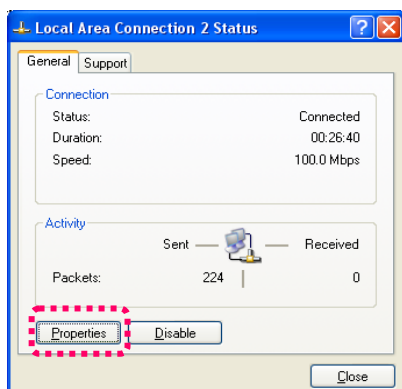 Local Area Connection 2 Status
General Support
Connection
Status: Connected
Duration: 00:26:40
Speed: 100.0 Mbps
Activity
Sent Received
Packets: 224 0
Properties Disable
Close